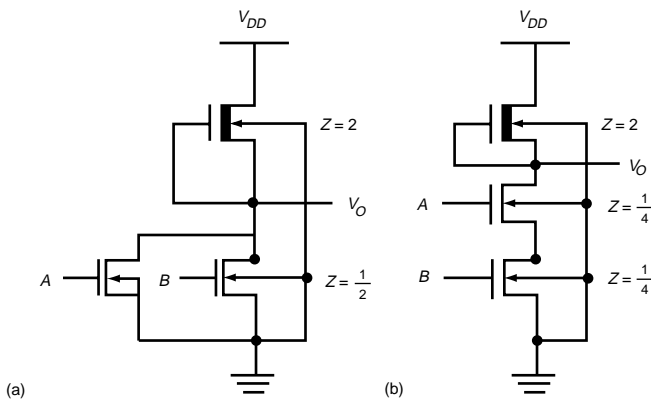 V_DD
Z = 2
V_O
A
B
Z = 1/2
(a)
V_DD
Z = 2
V_O
A
Z = 1/4
B
Z = 1/4
(b)